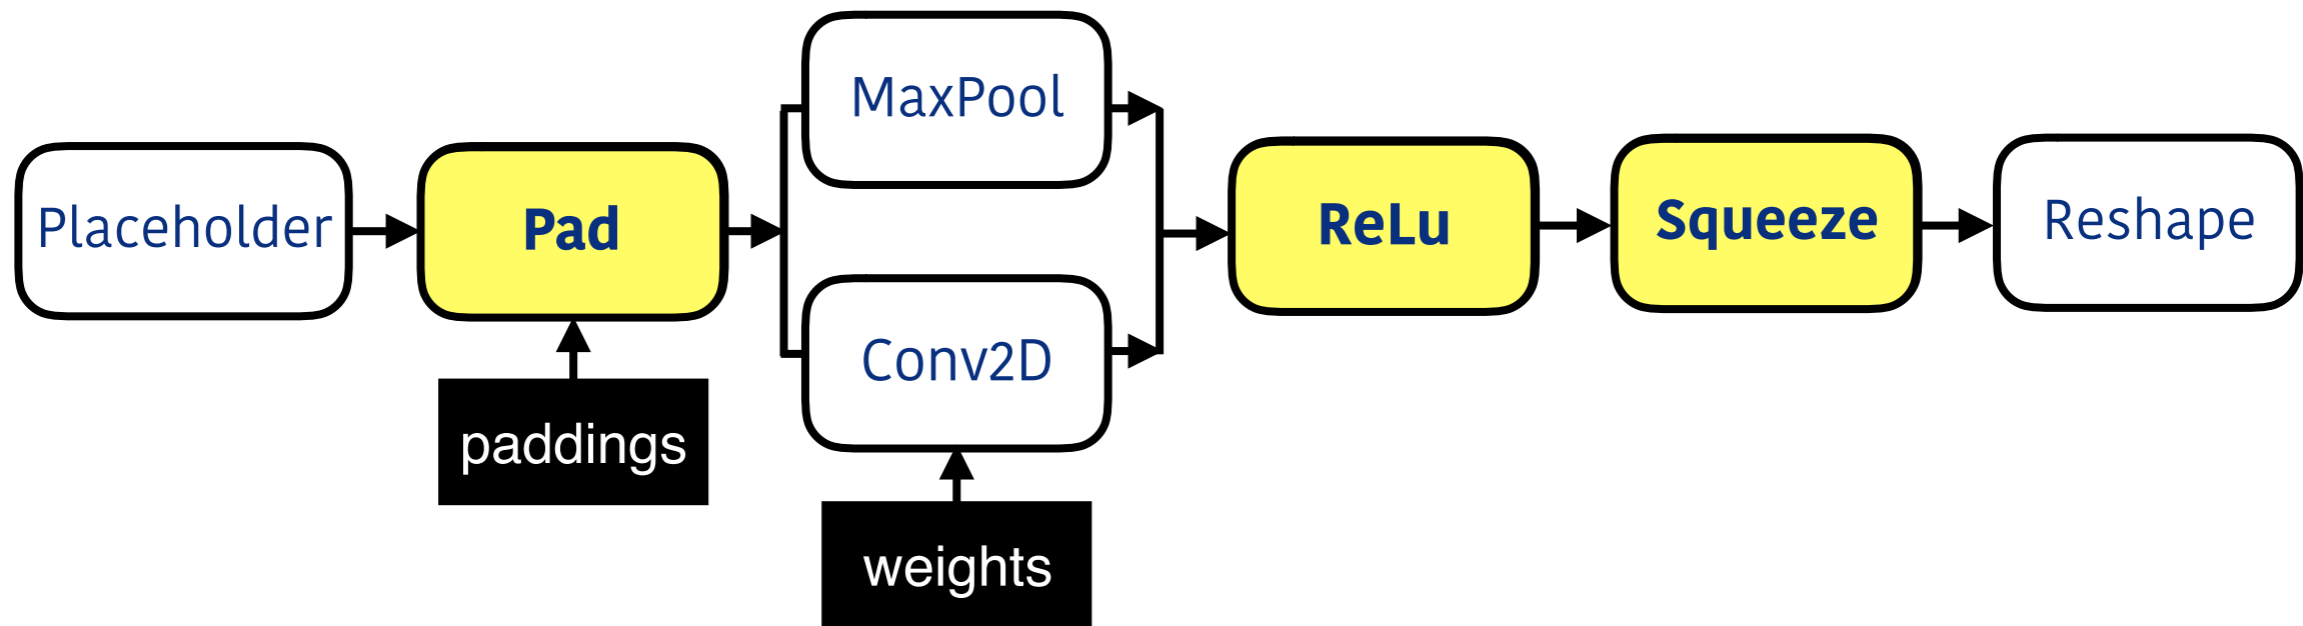 Placeholder
Pad
paddings
MaxPool
Conv2D
weights
ReLu
Squeeze
Reshape